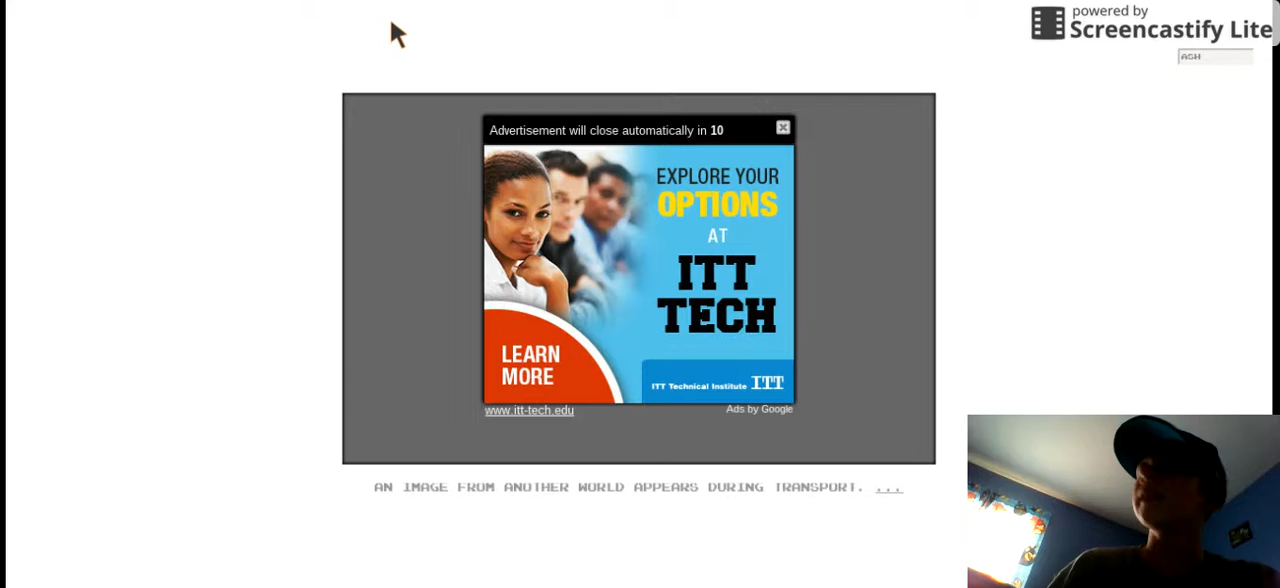 powered by
Screencastify Lite
ASH
Advertisement will close automatically in 10
EXPLORE YOUR
OPTIONS
AT
ITT
TECH
LEARN
MORE
ITT Technical Institute ITT
www.itt-tech.edu
Ads by Google
AN IMAGE FROM ANOTHER WORLD APPEARS DURING TRANSPORT. ...